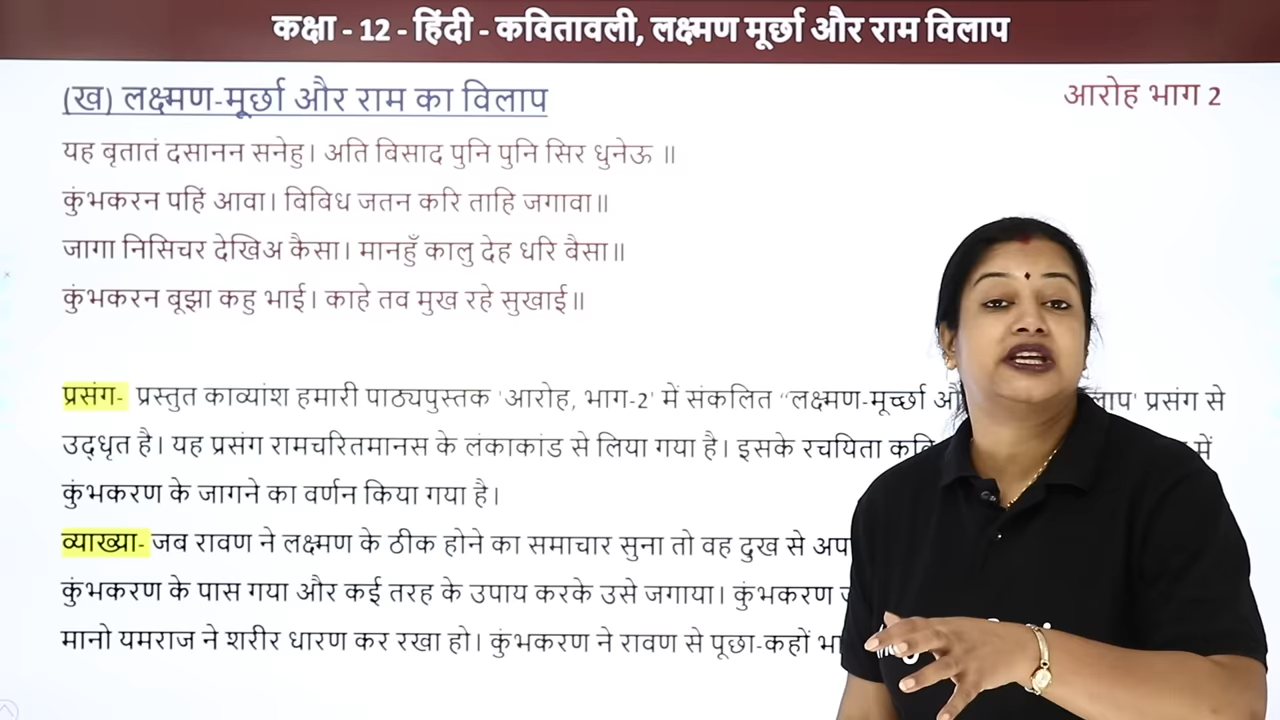 कक्षा - 12 - हिंदी - कवितावली, लक्ष्मण मूर्छा और राम विलाप
(ख) लक्ष्मण-मूर्छा और राम का विलाप
आरोह भाग 2
यह बृतातं दसानन सनेहु। अति बिसाद पुनि पुनि सिर धुनेऊ ॥
कुंभकरन पहिं आवा। बिविध जतन करि ताहि जगावा॥
जागा निसिचर देखिअ कैसा। मानहुँ कालु देह धरि बैसा॥
कुंभकरन बूझा कहु भाई। काहे तव मुख रहे सुखाई॥
प्रसंग- प्रस्तुत काव्यांश हमारी पाठ्यपुस्तक 'आरोह, भाग-2' में संकलित “लक्ष्मण-मूर्च्छा प्रसंग से
उद्धृत है। यह प्रसंग रामचरितमानस के लंकाकांड से लिया गया है। इसके रचयिता में
कुंभकरण के जागने का वर्णन किया गया है।
व्याख्या- जब रावण ने लक्ष्मण के ठीक होने का समाचार सुना तो वह दुख से
कुंभकरण के पास गया और कई तरह के उपाय करके उसे जगाया। कुंभकरण
मानो यमराज ने शरीर धारण कर रखा हो। कुंभकरण ने रावण से पूछा-कहों